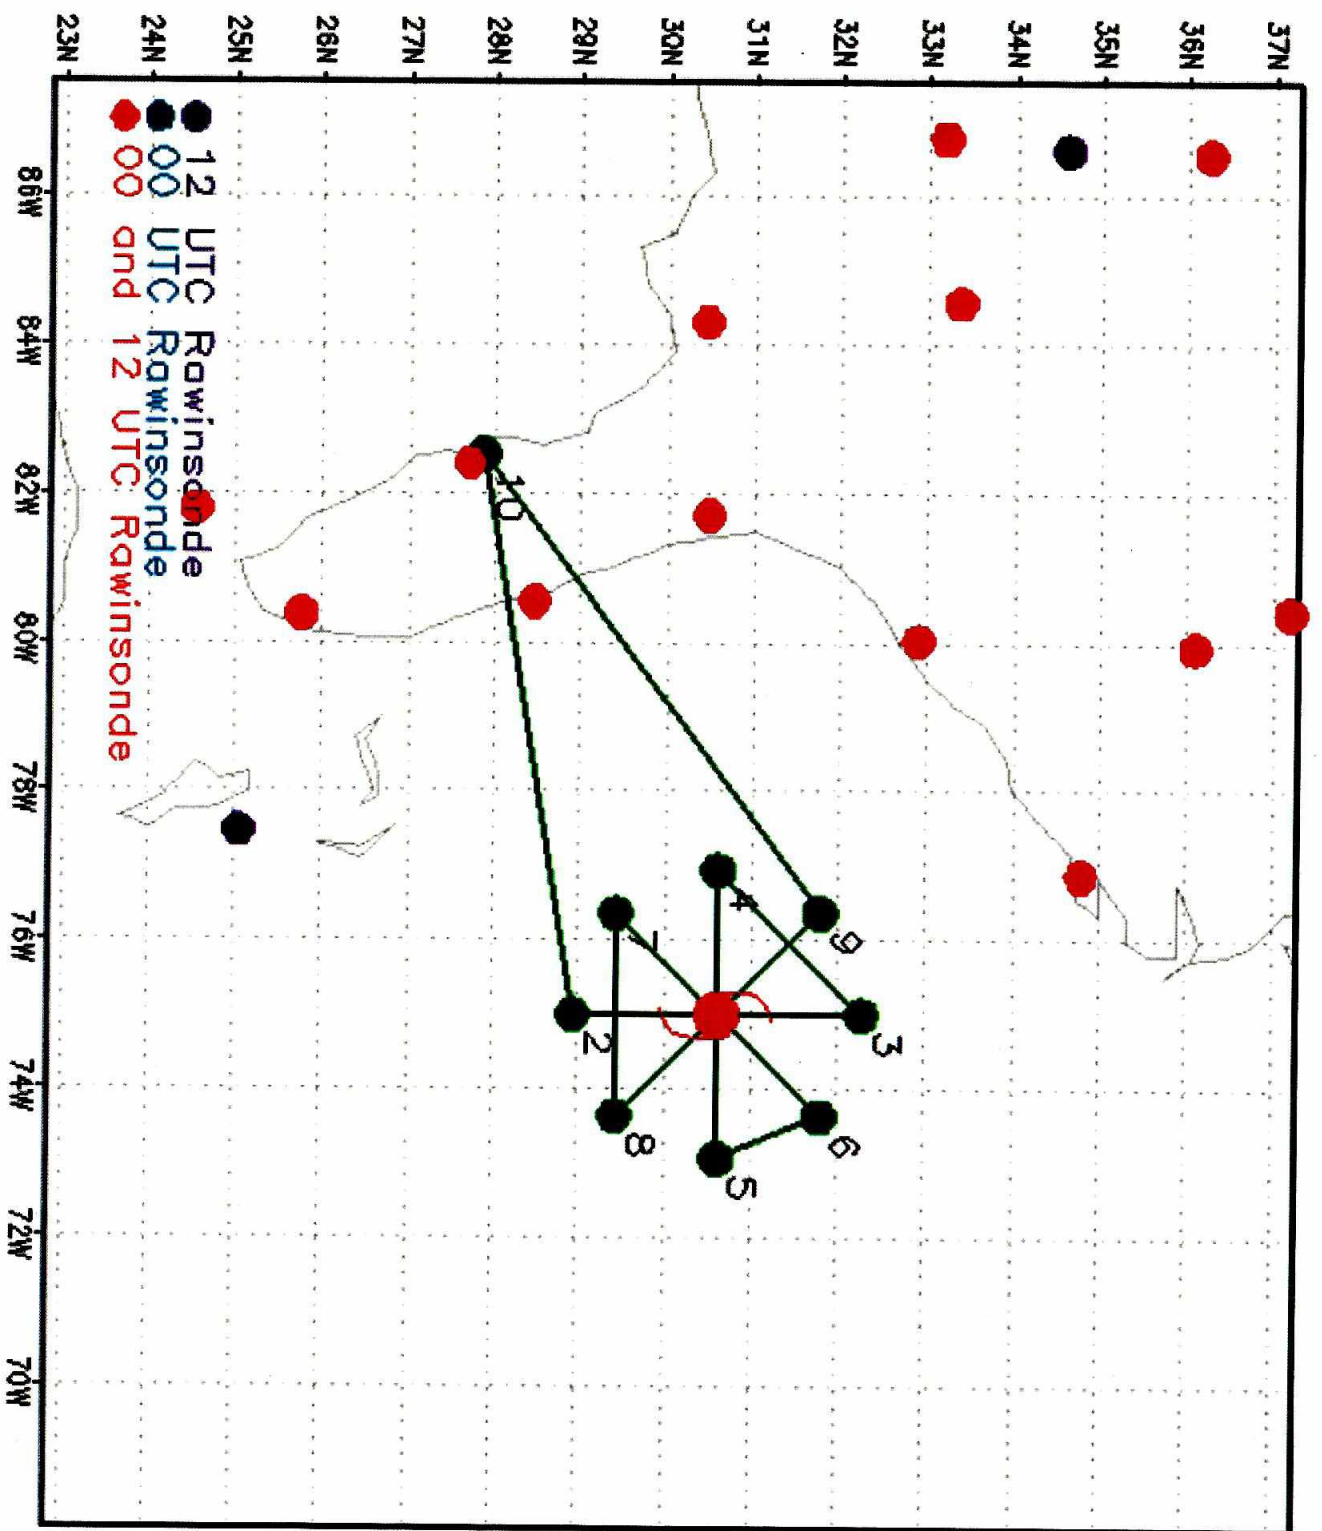 37N
36N
35N
34N
33N
32N
31N
30N
29N
28N
27N
26N
25N
24N
23N
86W
84W
82W
80W
78W
76W
74W
72W
70W
10
9
4
3
7
2
6
8
5
12 UTC Rawinsonde
00 UTC Rawinsonde
00 and 12 UTC Rawinsonde